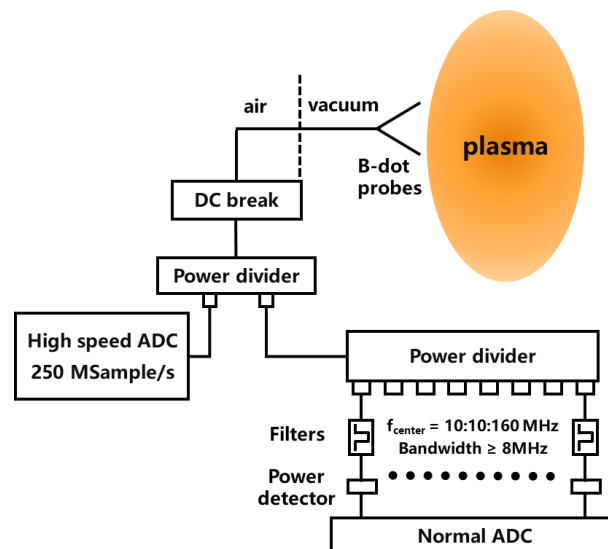 air
vacuum
plasma
B-dot
probes
DC break
Power divider
High speed ADC
250 MSample/s
Power divider
Filters
f_center = 10:10:160 MHz
Bandwidth ≥ 8MHz
Power
detector
Normal ADC